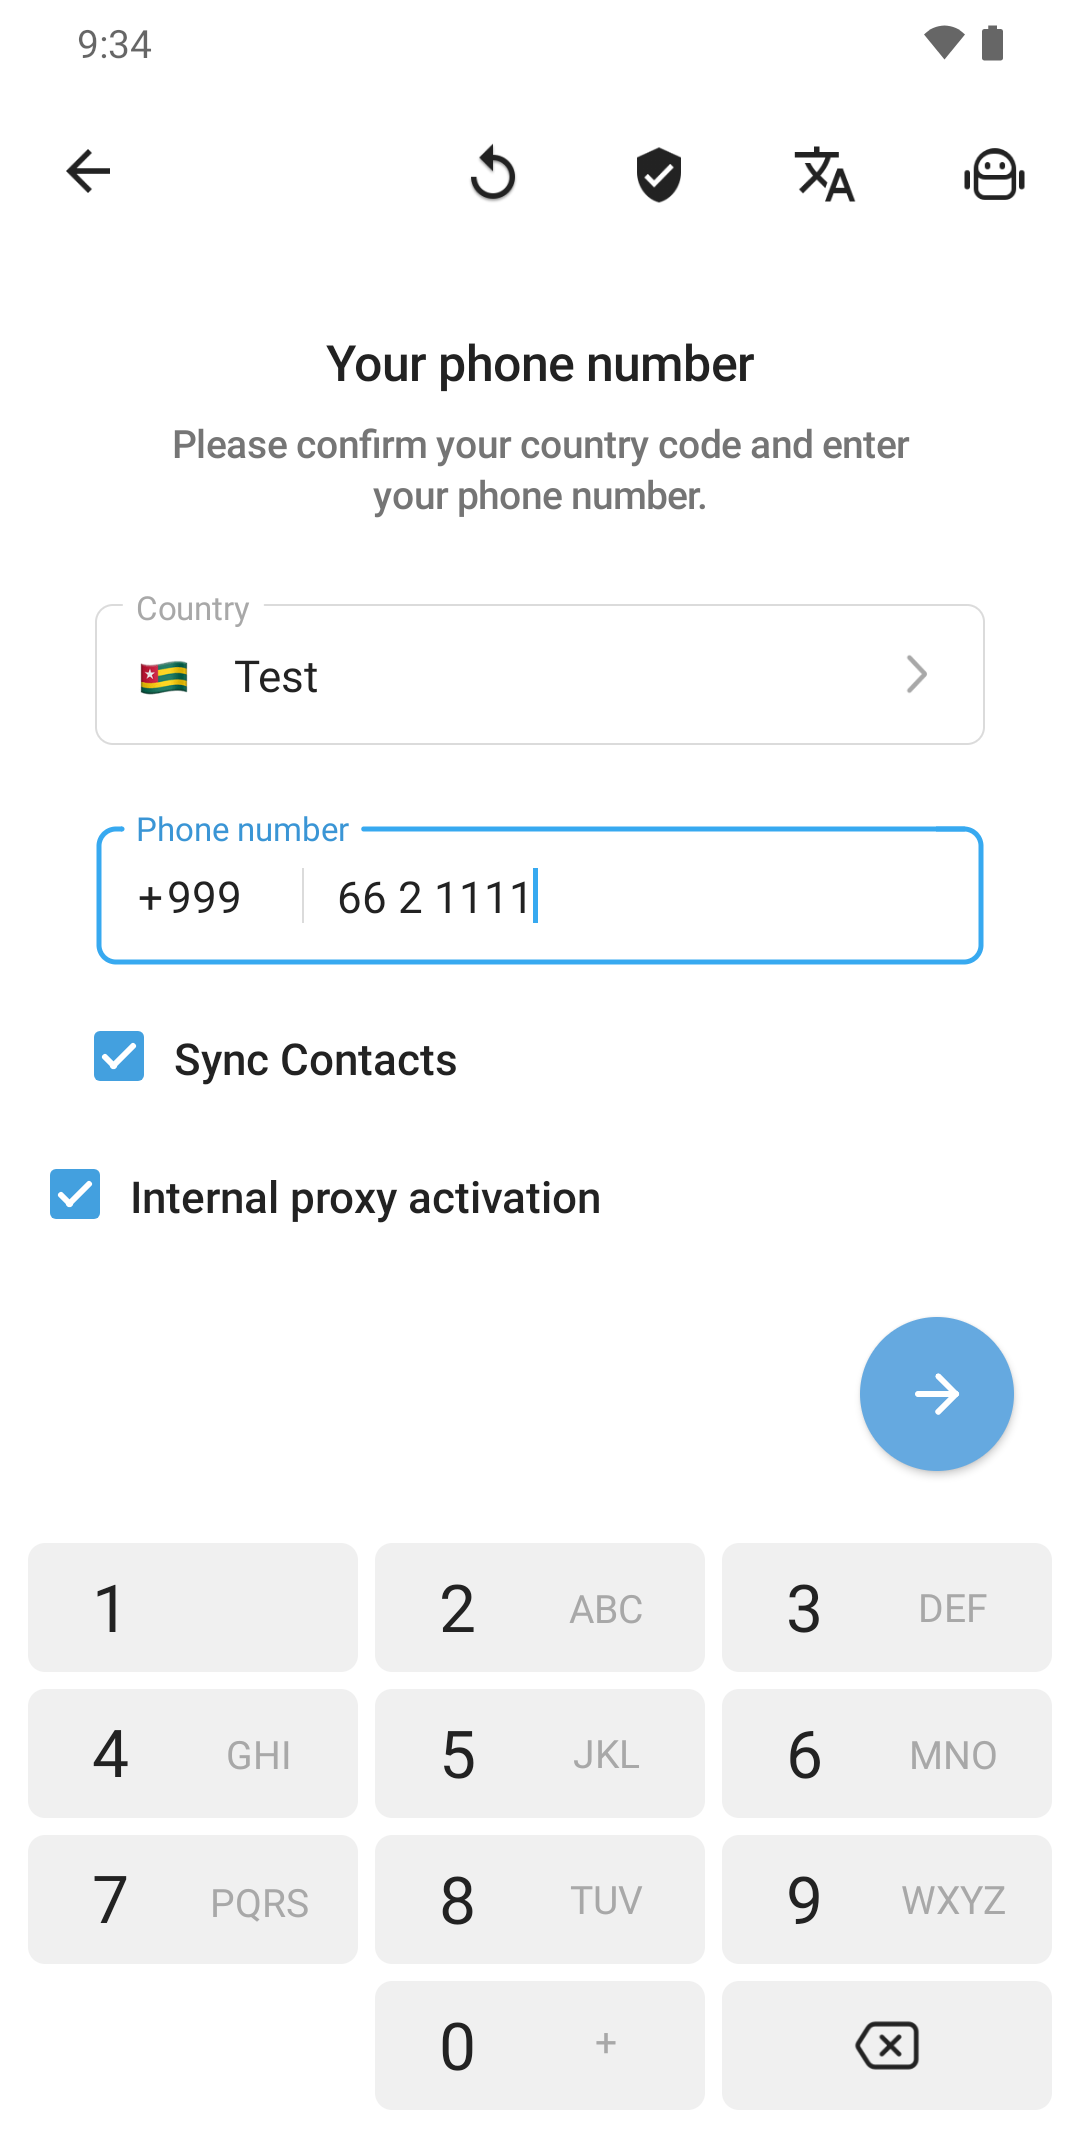 9:34
Your phone number
Please confirm your country code and enter
your phone number.
Country
Test
Phone number
+999 66 2 1111
Sync Contacts
Internal proxy activation
1 2 ABC 3 DEF
4 GHI 5 JKL 6 MNO
7 PQRS 8 TUV 9 WXYZ
0 +